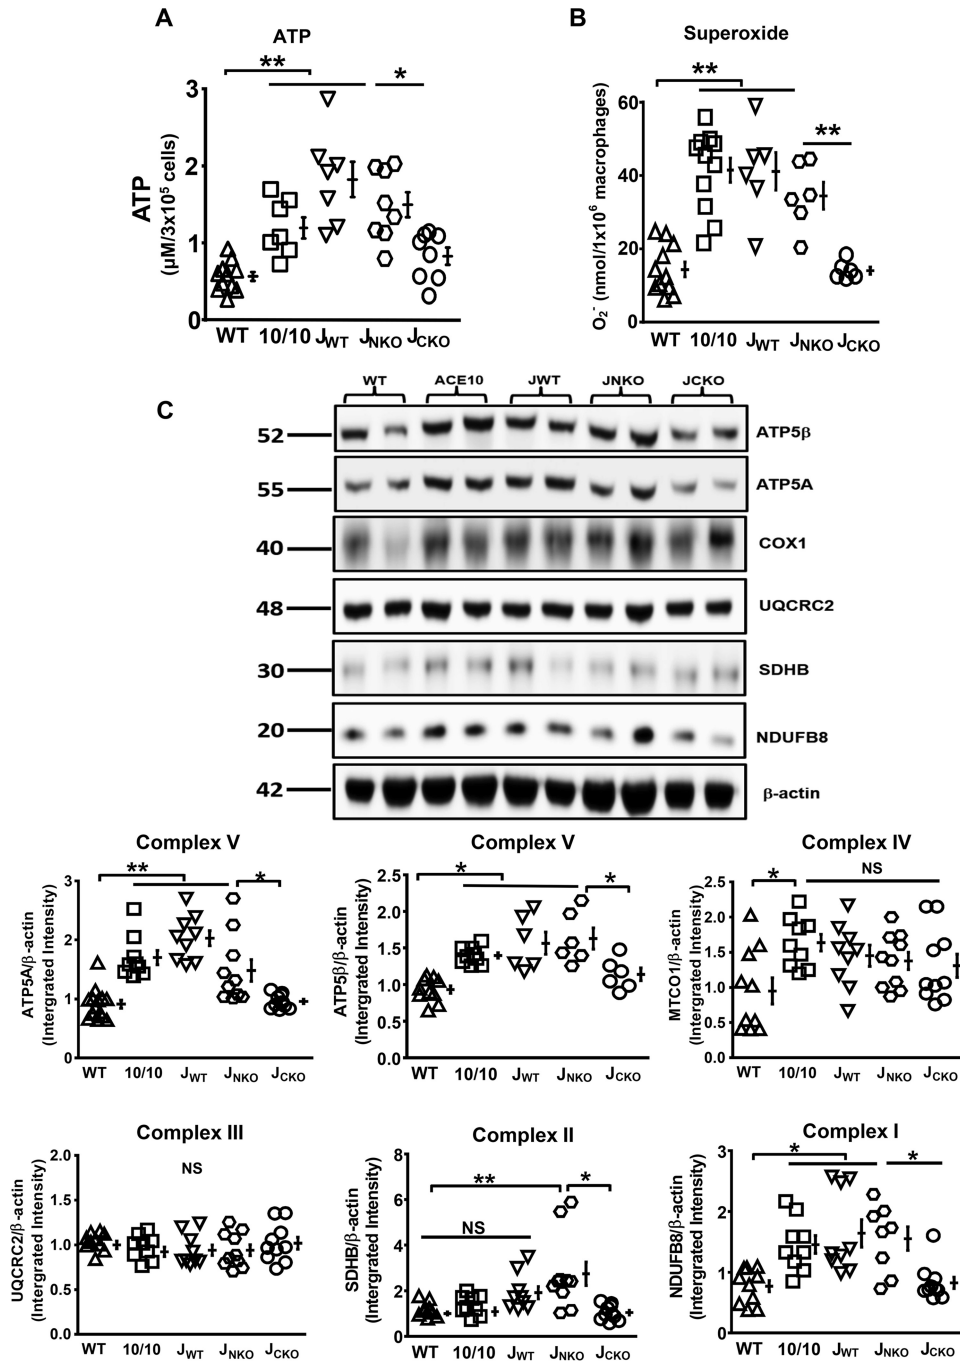 A
ATP
**
*
3
2
1
0
ATP
(µM/3x10⁵ cells)
WT 10/10 JWT JNKO JCKO
B
Superoxide
**
**
60
40
20
0
O₂⁻ (nmol/1x10⁶ macrophages)
WT 10/10 JWT JNKO JCKO
C
WT ACE10 JWT JNKO JCKO
52 ATP5β
55 ATP5A
40 COX1
48 UQCRC2
30 SDHB
20 NDUFB8
42 β-actin
Complex V
**
*
3
2
1
0
ATP5A/β-actin
(Intergrated Intensity)
WT 10/10 JWT JNKO JCKO
Complex V
*
*
2.5
2.0
1.5
1.0
0.5
0.0
ATP5β/β-actin
(Intergrated Intensity)
WT 10/10 JWT JNKO JCKO
Complex IV
*
NS
2.5
2.0
1.5
1.0
0.5
0.0
MTCO1/β-actin
(Intergrated Intensity)
WT 10/10 JWT JNKO JCKO
Complex III
NS
2.0
1.5
1.0
0.5
0.0
UQCRC2/β-actin
(Intergrated Intensity)
WT 10/10 JWT JNKO JCKO
Complex II
**
*
NS
8
6
4
2
0
SDHB/β-actin
(Intergrated Intensity)
WT 10/10 JWT JNKO JCKO
Complex I
*
*
3
2
1
0
NDUFB8/β-actin
(Intergrated Intensity)
WT 10/10 JWT JNKO JCKO